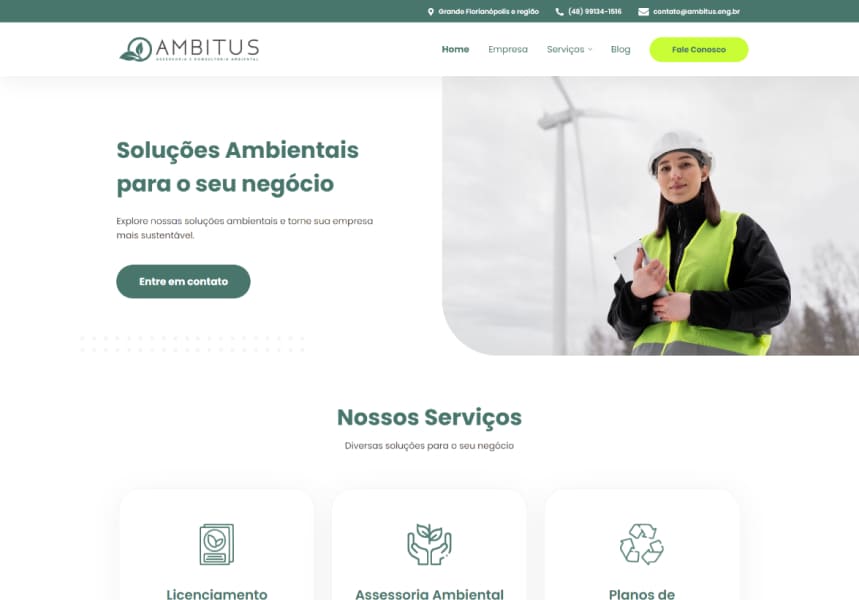 Grande Florianópolis e região (48) 99134-1516 contato@ambitus.eng.br
AMBITUS
ASSESSORIA E CONSULTORIA AMBIENTAL
Home Empresa Serviços Blog Fale Conosco
Soluções Ambientais
para o seu negócio
Explore nossas soluções ambientais e torne sua empresa
mais sustentável.
Entre em contato
Nossos Serviços
Diversas soluções para o seu negócio
Licenciamento Assessoria Ambiental Planos de